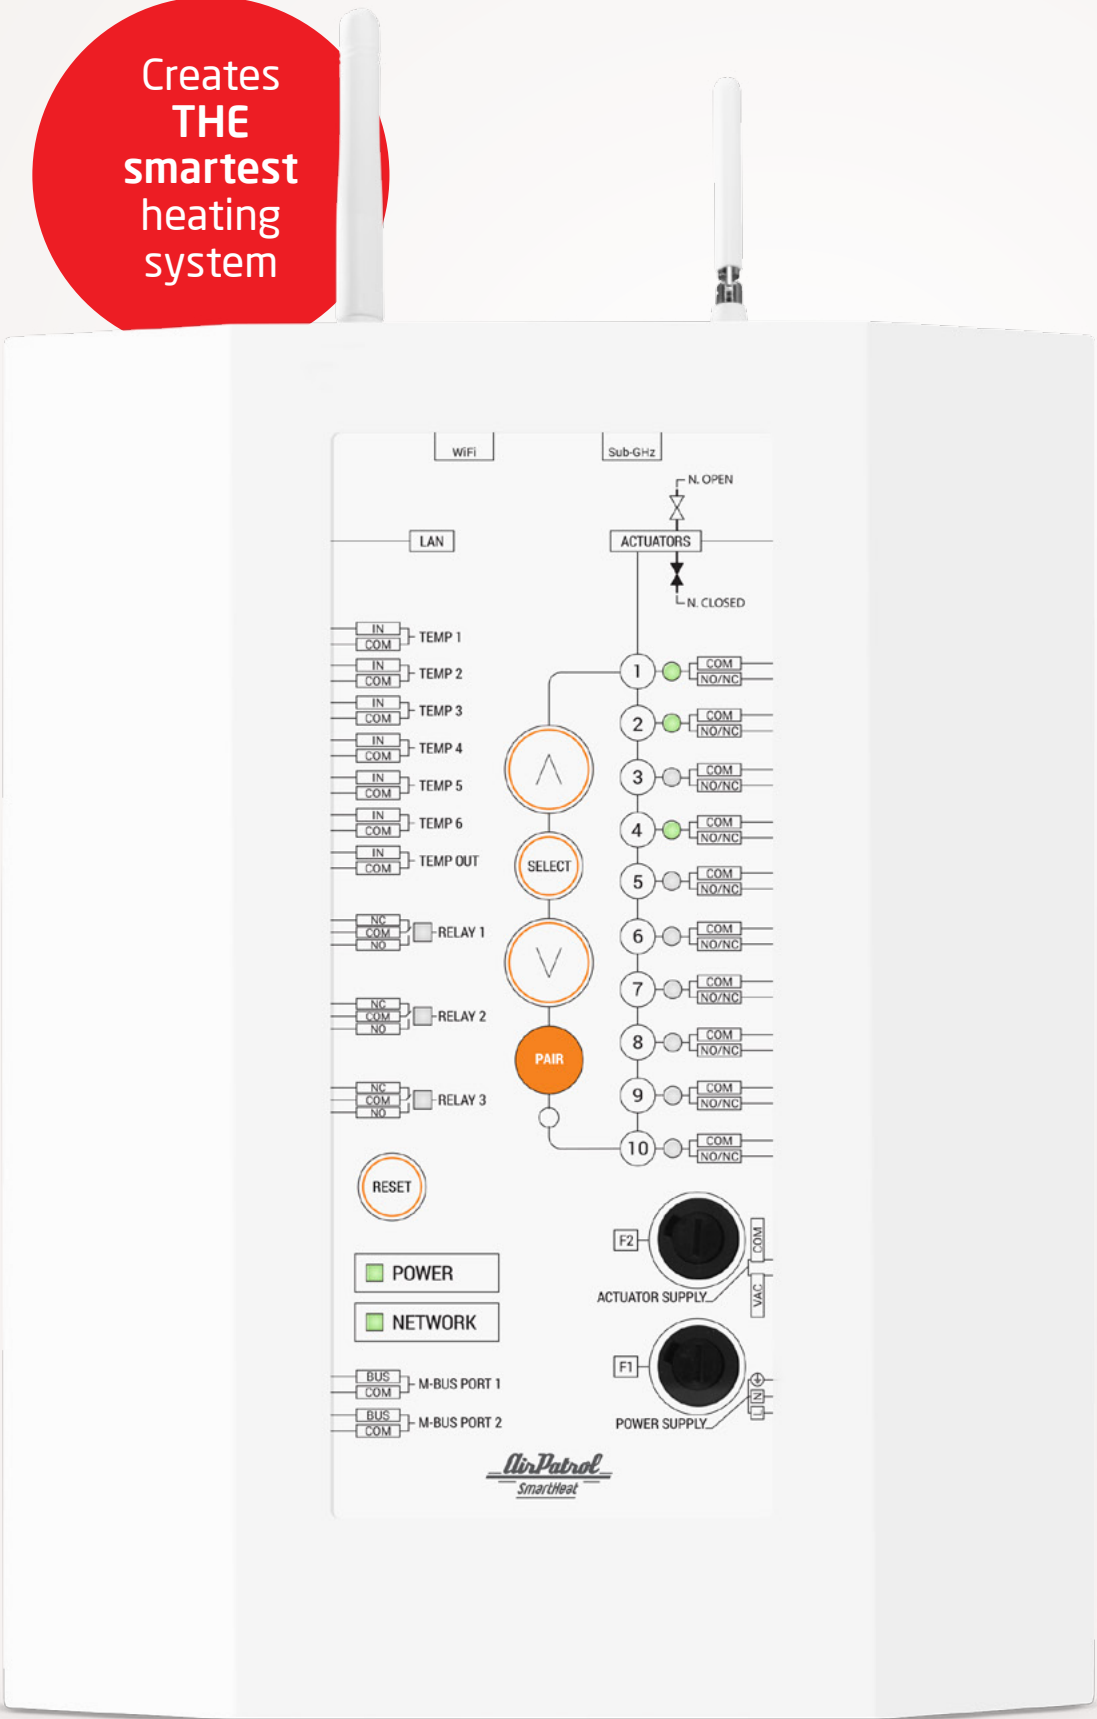 Creates
THE
smartest
heating
system
WiFi
Sub-GHz
N. OPEN
LAN
ACTUATORS
N. CLOSED
IN
COM
TEMP 1
IN
COM
TEMP 2
IN
COM
TEMP 3
IN
COM
TEMP 4
IN
COM
TEMP 5
IN
COM
TEMP 6
IN
COM
TEMP OUT
NC
COM
NO
RELAY 1
NC
COM
NO
RELAY 2
NC
COM
NO
RELAY 3
SELECT
PAIR
1
COM
NO/NC
2
COM
NO/NC
3
COM
NO/NC
4
COM
NO/NC
5
COM
NO/NC
6
COM
NO/NC
7
COM
NO/NC
8
COM
NO/NC
9
COM
NO/NC
10
COM
NO/NC
RESET
POWER
NETWORK
F2
COM
VAC
ACTUATOR SUPPLY
F1
N
L
POWER SUPPLY
BUS
COM
M-BUS PORT 1
BUS
COM
M-BUS PORT 2
AirPatrol
SmartHeat